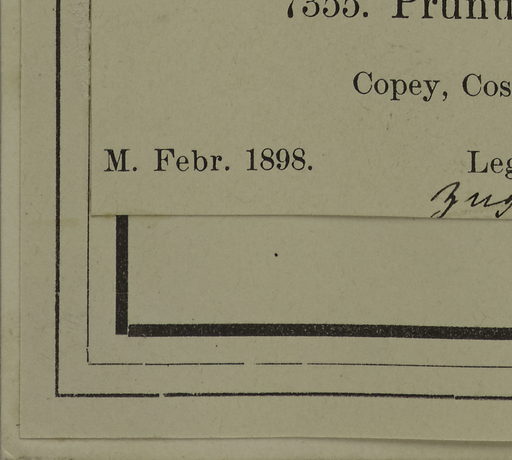 7355. Prunu
Copey, Cos
M. Febr. 1898. Leg